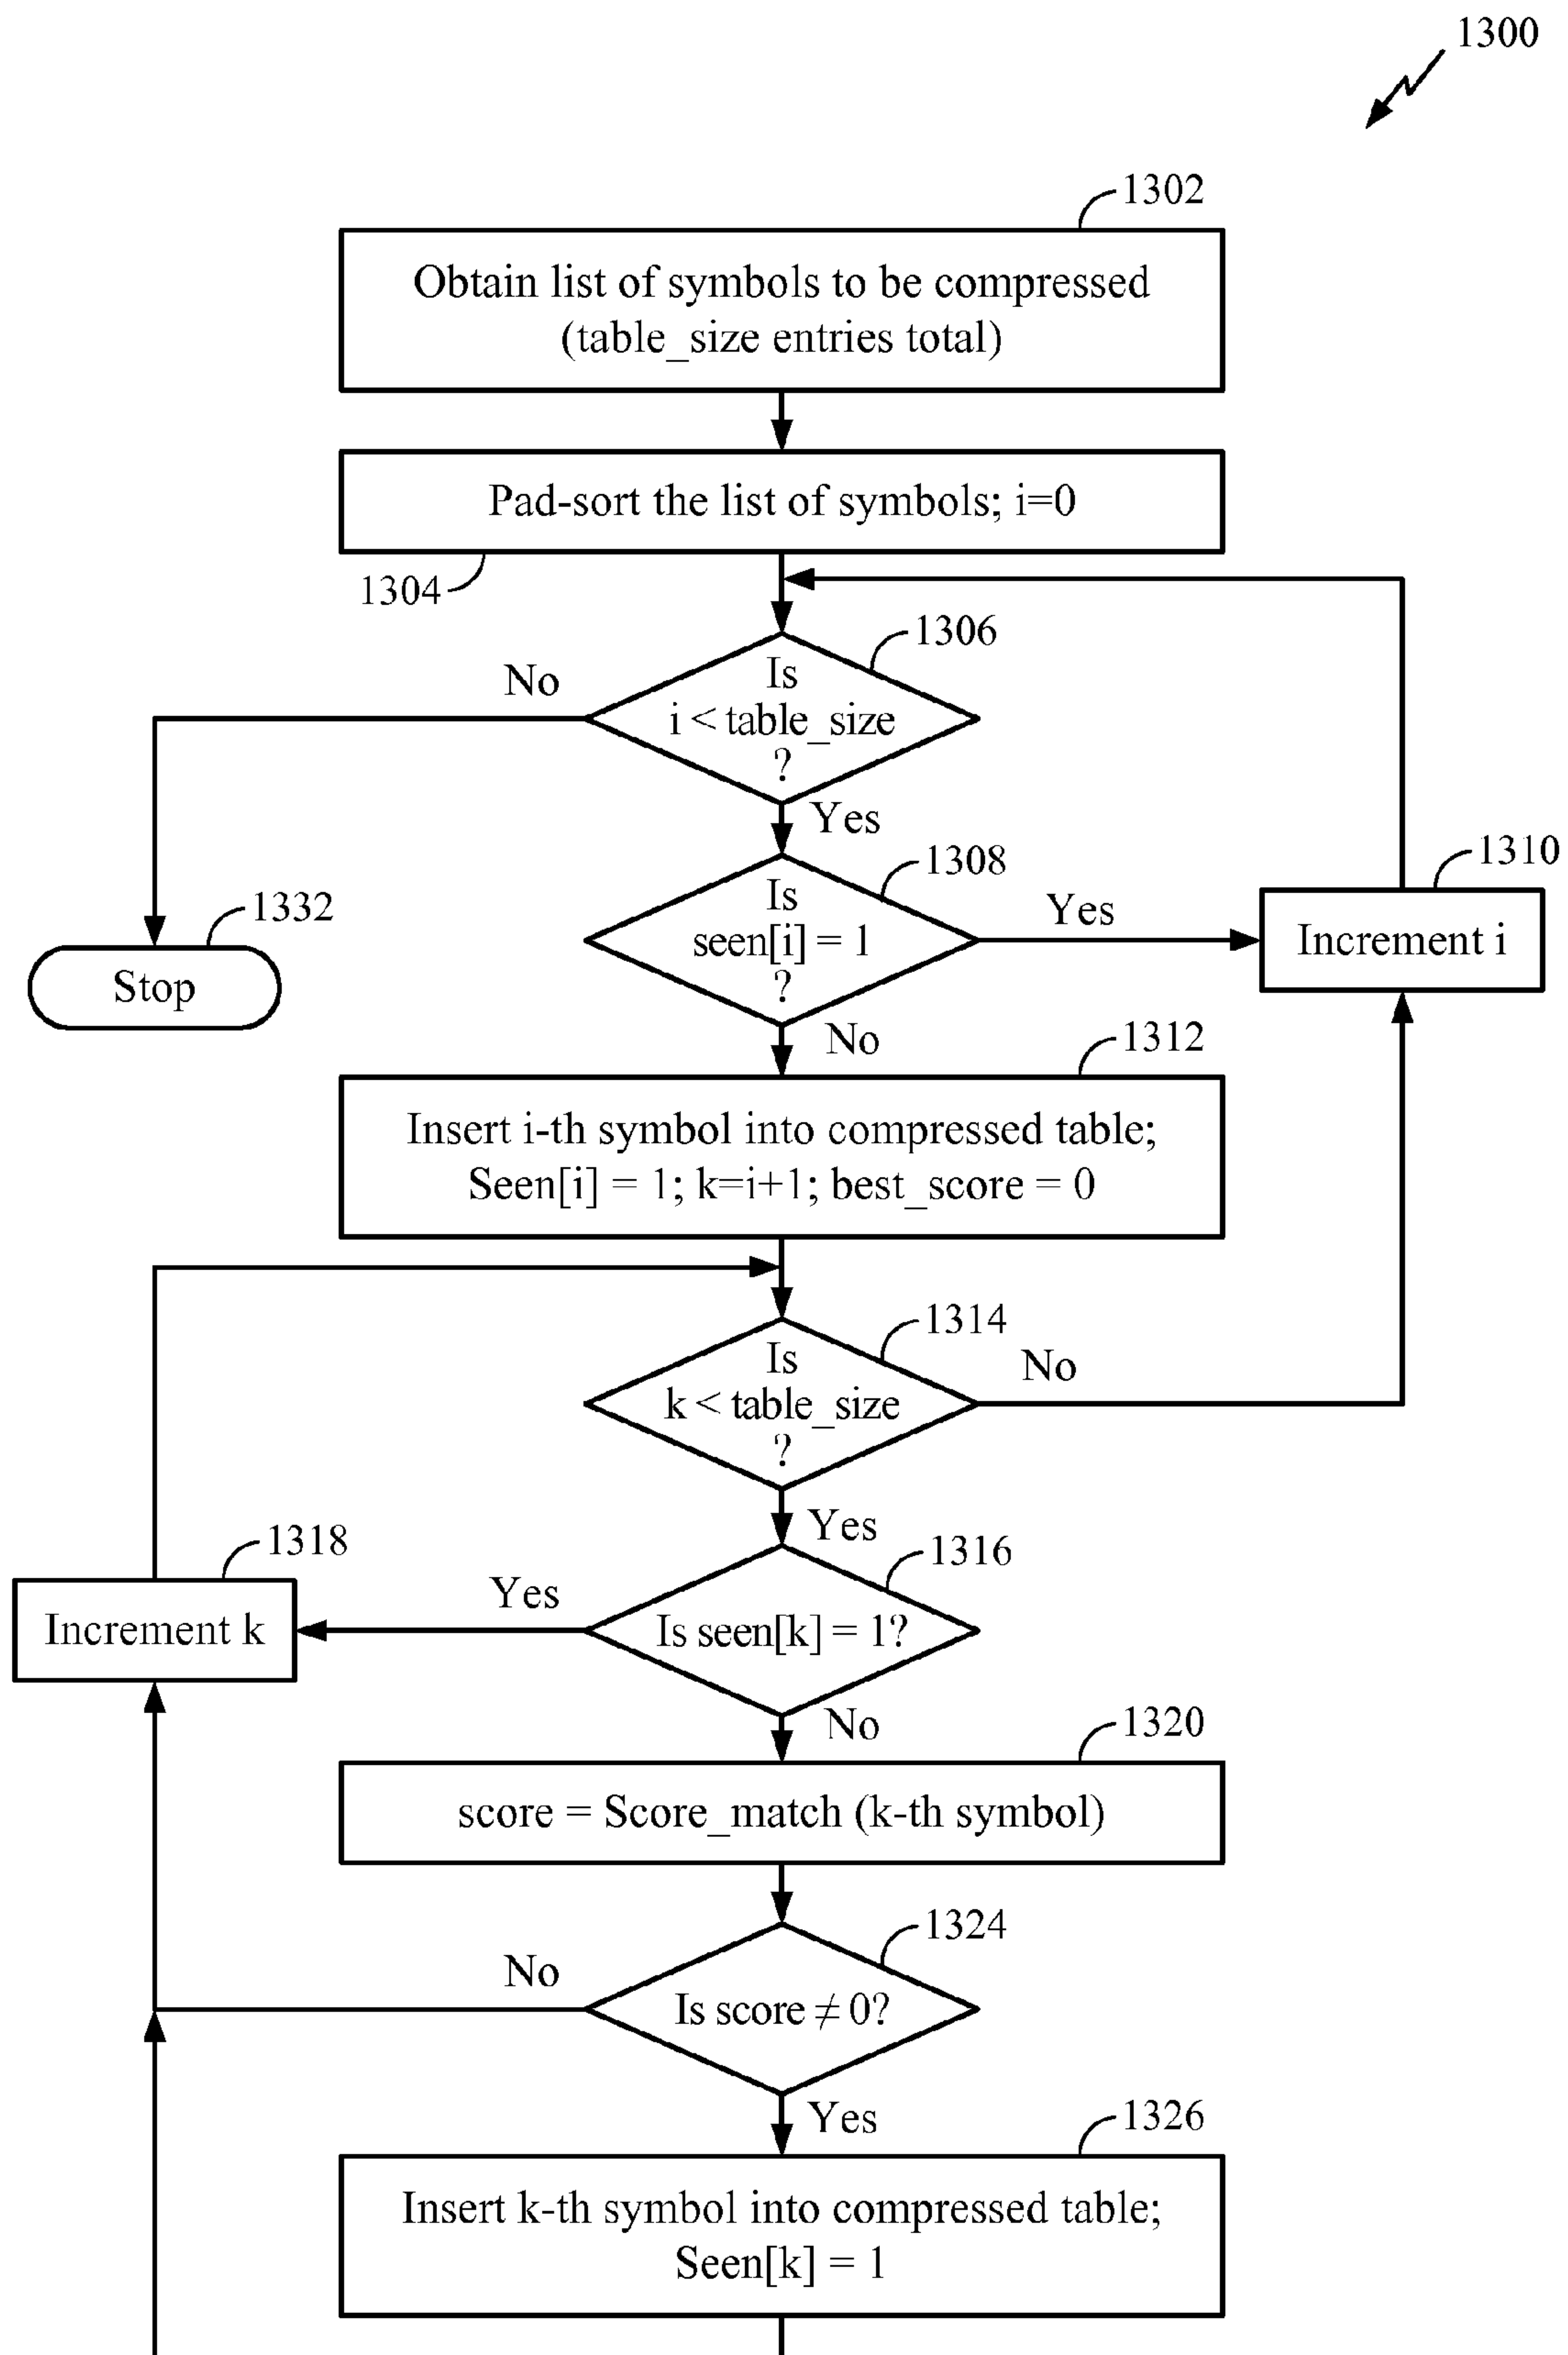 1300
1302
Obtain list of symbols to be compressed
(table_size entries total)
Pad-sort the list of symbols; i=0
1304
1306
No
Is
i < table_size
?
Yes
1308
1310
Is
seen[i] = 1
?
Yes
Increment i
1332
Stop
No
1312
Insert i-th symbol into compressed table;
Seen[i] = 1; k=i+1; best_score = 0
1314
Is
k < table_size
?
No
Yes
1318
1316
Increment k
Yes
Is seen[k] = 1?
No
1320
score = Score_match (k-th symbol)
1324
No
Is score ≠ 0?
Yes
1326
Insert k-th symbol into compressed table;
Seen[k] = 1